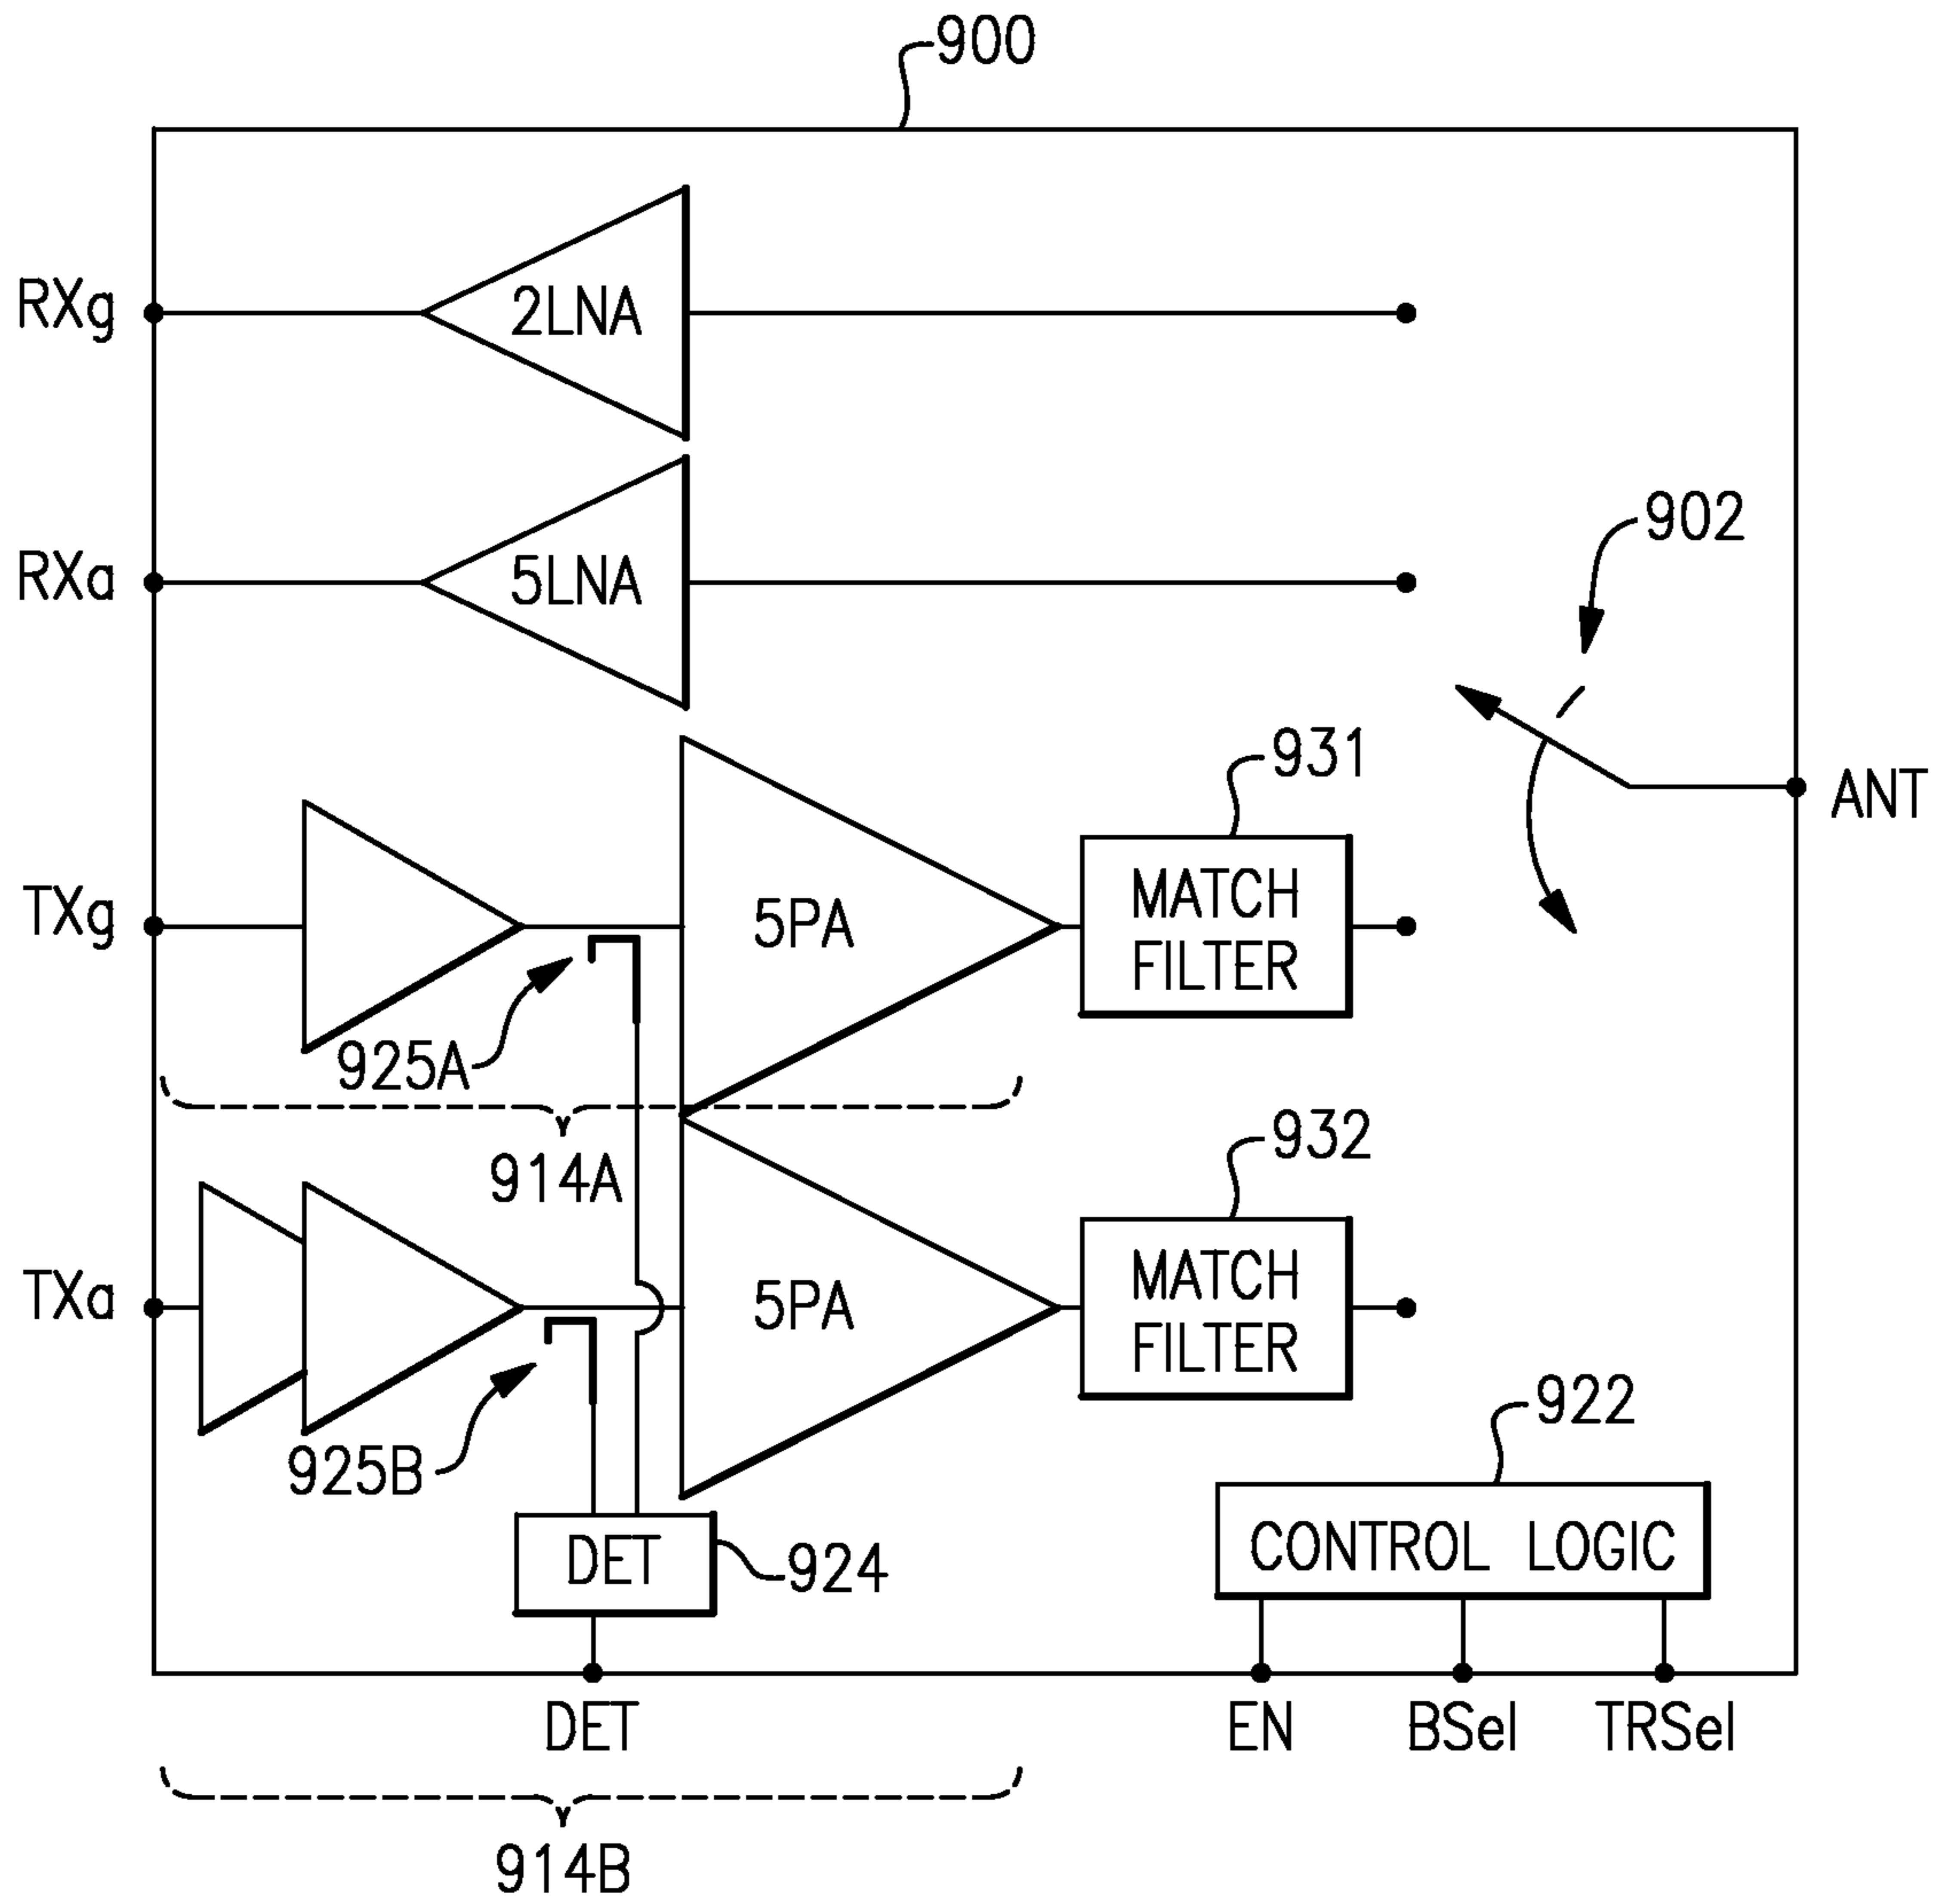 900
RXg
2LNA
RXa
5LNA
902
931
ANT
TXg
5PA
MATCH
FILTER
925A
914A
932
TXa
5PA
MATCH
FILTER
925B
922
CONTROL LOGIC
DET
924
DET
EN
BSel
TRSel
914B